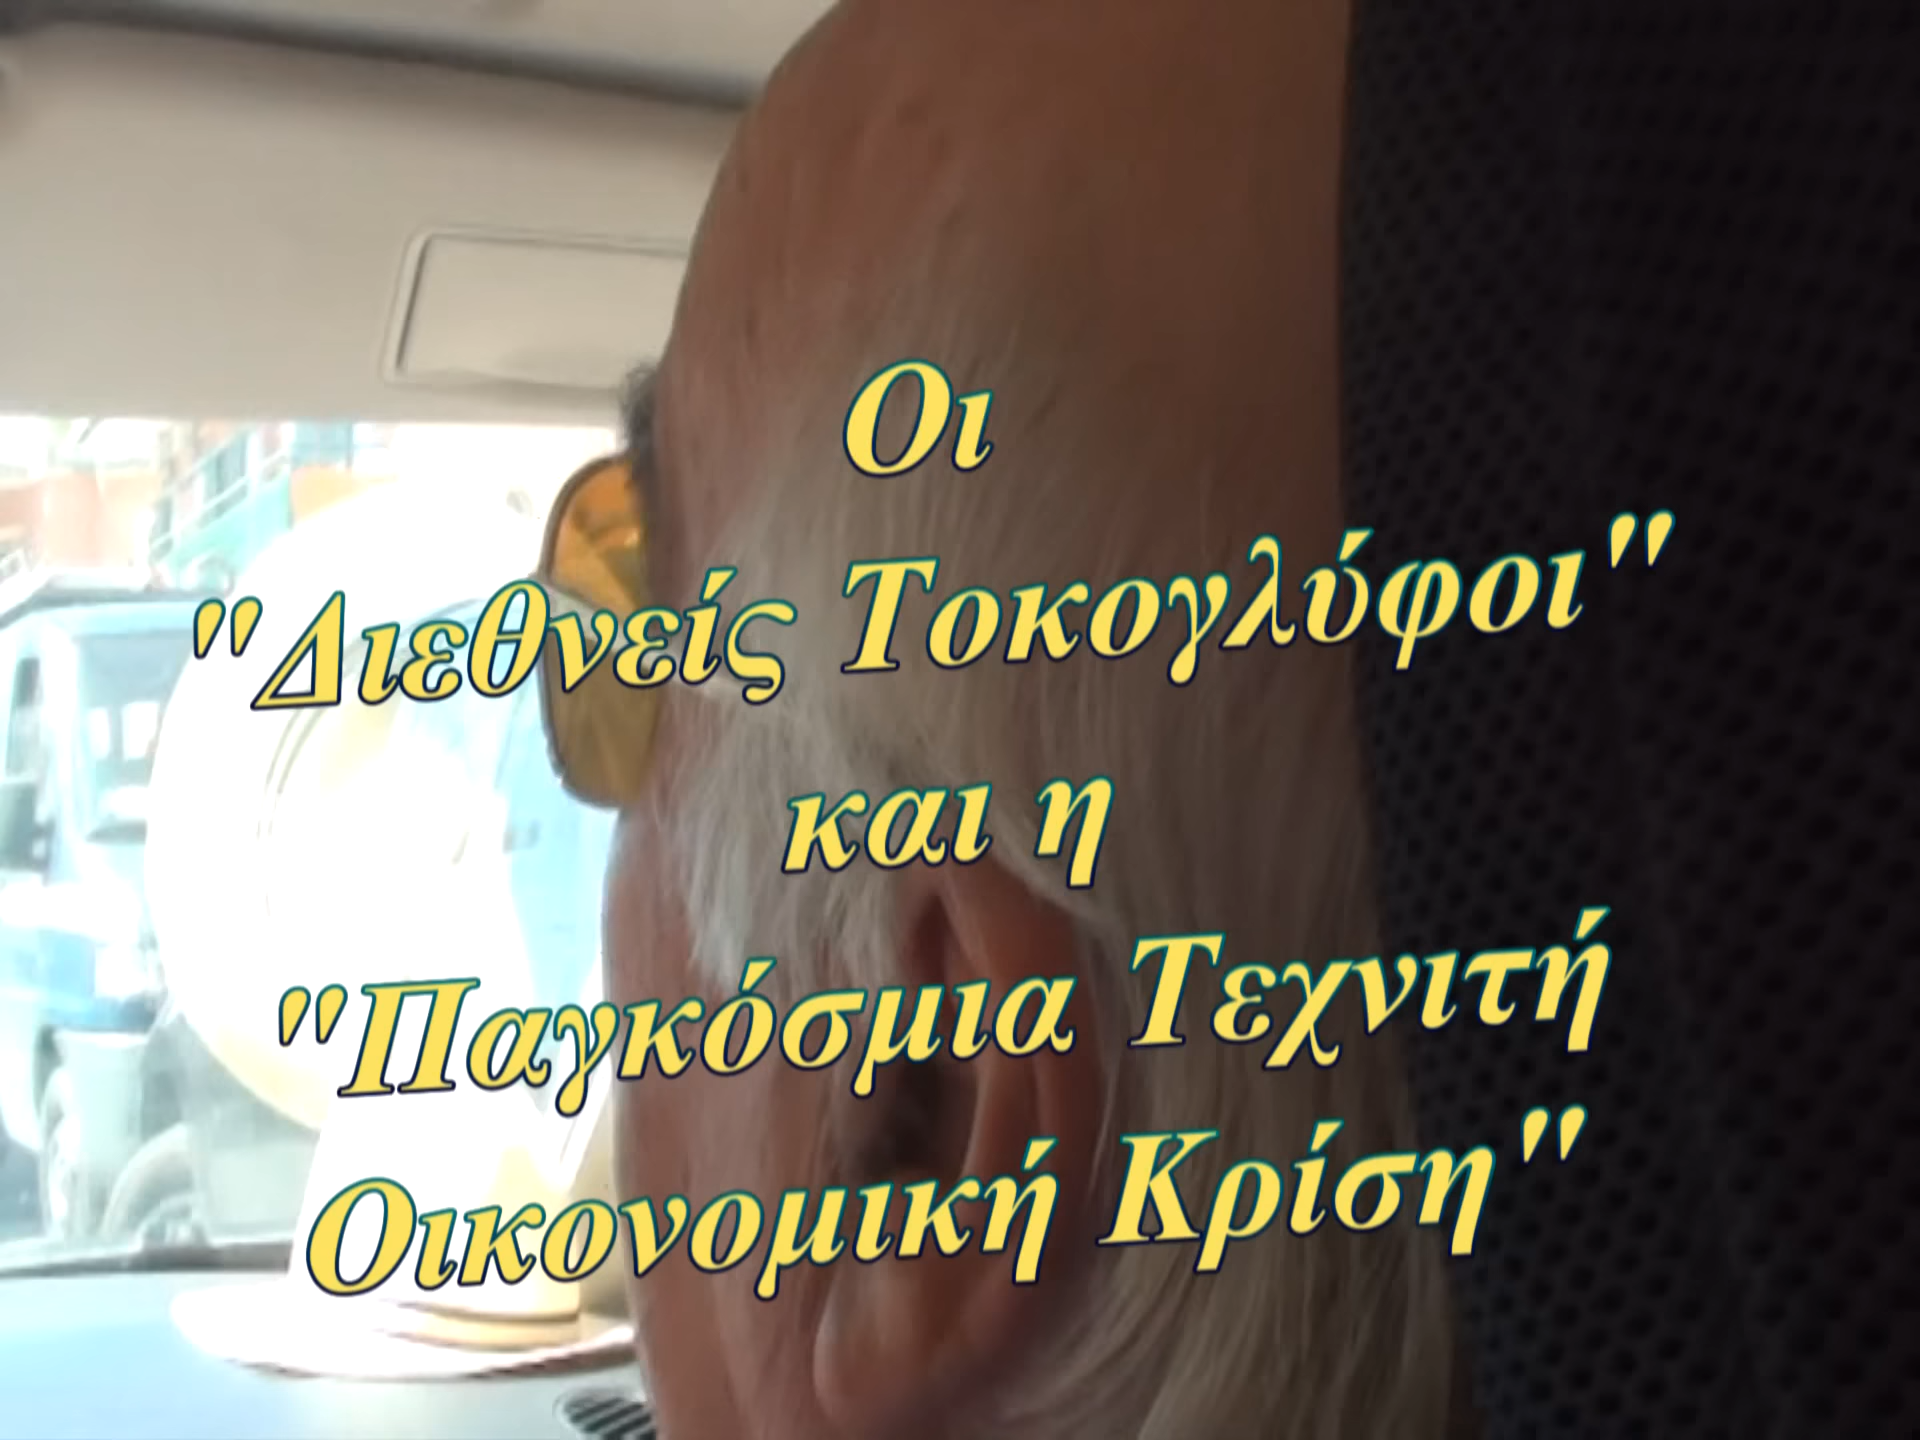 Οι
"Διεθνείς Τοκογλύφοι"
και η
"Παγκόσμια Τεχνιτή
Οικονομική Κρίση"